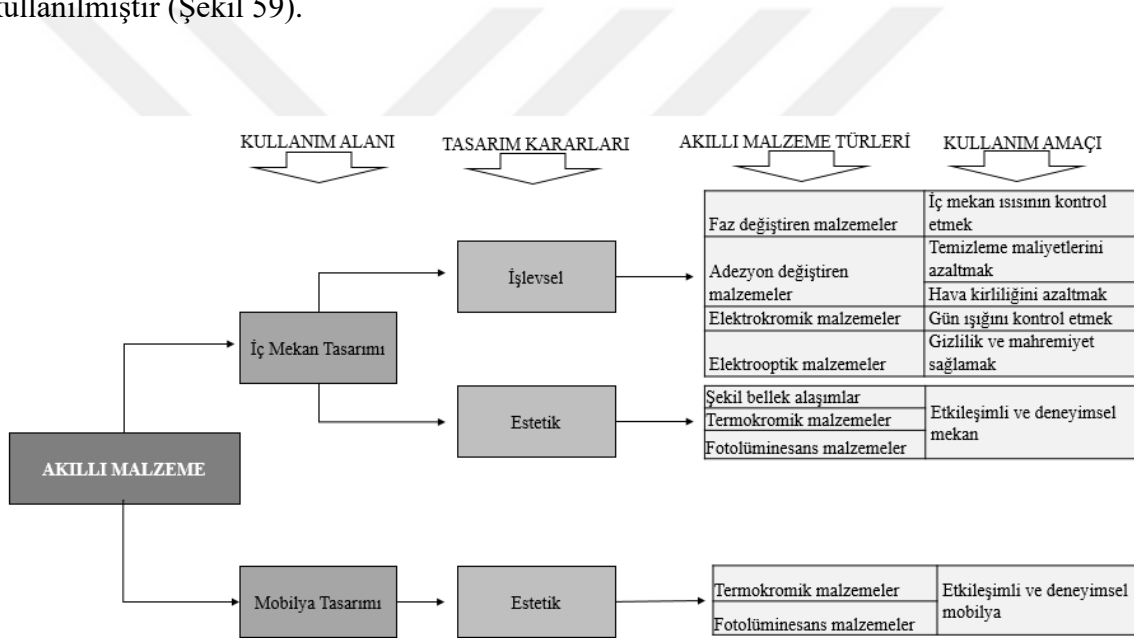 kullanılmıştır (Şekil 59).
KULLANIM ALANI
TASARIM KARARLARI
AKILLI MALZEME TÜRLERİ
KULLANIM AMAÇI
Faz değiştiren malzemeler
İç mekan ısısının kontrol
etmek
Adezyon değiştiren
malzemeler
Temizleme maliyetlerini
azaltmak
Hava kirliliğini azaltmak
Elektrokromik malzemeler
Gün ışığını kontrol etmek
Elektrooptik malzemeler
Gizlilik ve mahremiyet
sağlamak
İşlevsel
İç Mekan Tasarımı
Estetik
Şekil bellek alaşımlar
Termokromik malzemeler
Fotolüminesans malzemeler
Etkileşimli ve deneyimsel
mekan
AKILLI MALZEME
Mobilya Tasarımı
Estetik
Termokromik malzemeler
Fotolüminesans malzemeler
Etkileşimli ve deneyimsel
mobilya